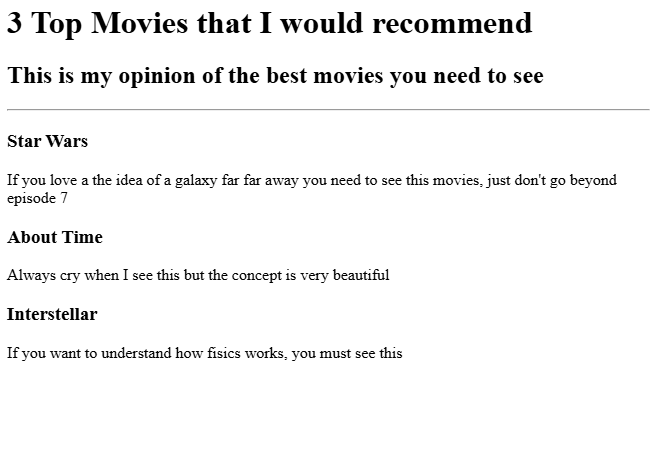 3 Top Movies that I would recommend
This is my opinion of the best movies you need to see
Star Wars
If you love a the idea of a galaxy far far away you need to see this movies, just don't go beyond
episode 7
About Time
Always cry when I see this but the concept is very beautiful
Interstellar
If you want to understand how fisics works, you must see this